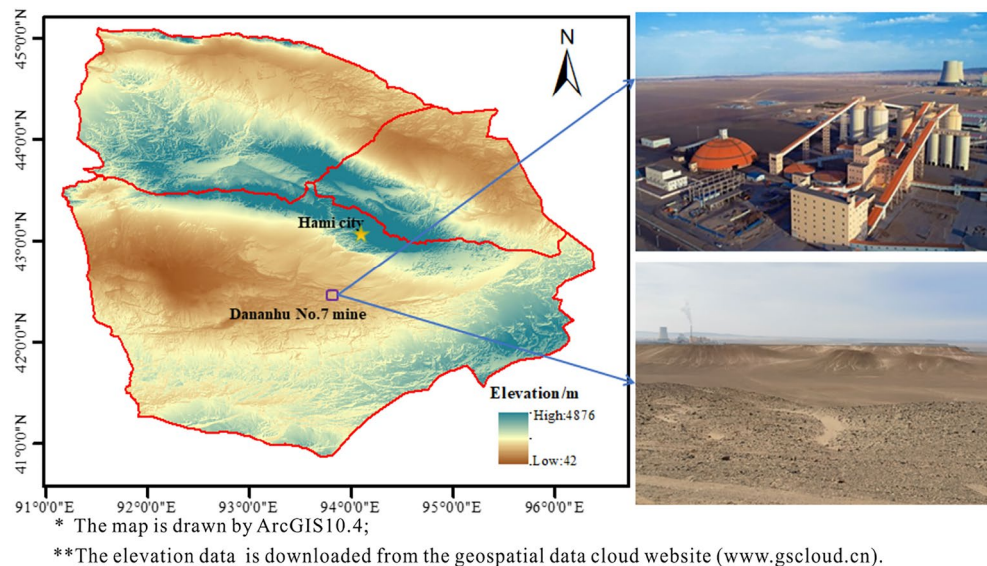 N
45°0'0"N
44°0'0"N
43°0'0"N
42°0'0"N
41°0'0"N
Hami city
Dananhu No.7 mine
Elevation/m
High:4876
Low:42
91°0'0"E 92°0'0"E 93°0'0"E 94°0'0"E 95°0'0"E 96°0'0"E
* The map is drawn by ArcGIS10.4;
**The elevation data is downloaded from the geospatial data cloud website (www.gscloud.cn).